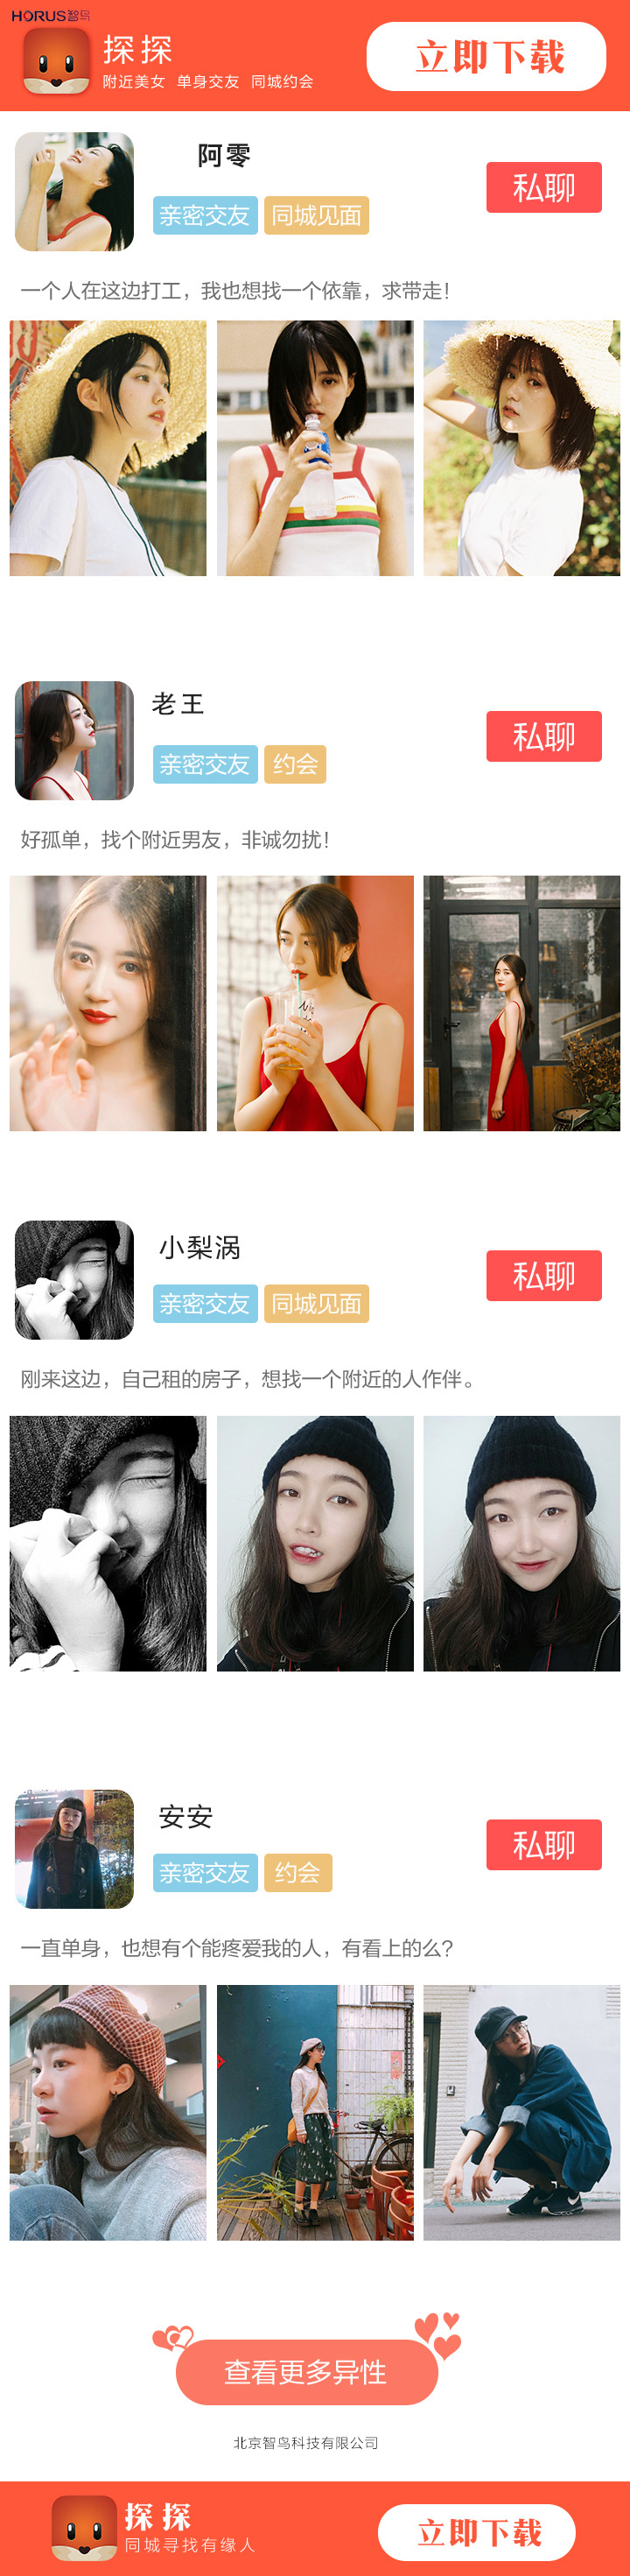 HORUS智鸟
探探
附近美女 单身交友 同城约会
立即下载
阿零
亲密交友 同城见面
私聊
一个人在这边打工，我也想找一个依靠，求带走！
老王
亲密交友 约会
私聊
好孤单，找个附近男友，非诚勿扰！
小梨涡
亲密交友 同城见面
私聊
刚来这边，自己租的房子，想找一个附近的人作伴。
安安
亲密交友 约会
私聊
一直单身，也想有个能疼爱我的人，有看上的么？
查看更多异性
北京智鸟科技有限公司
探探
同城寻找有缘人
立即下载